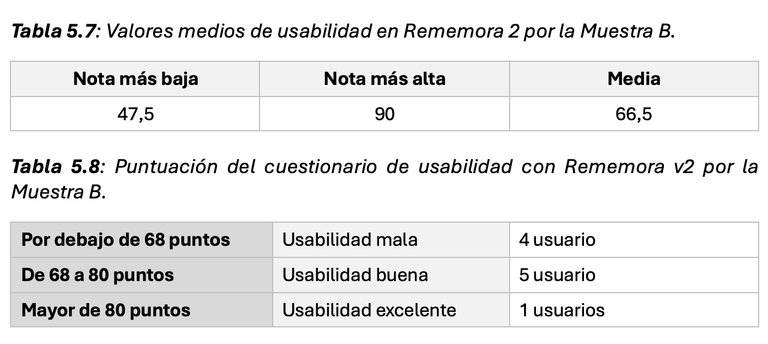 Tabla 5.7: Valores medios de usabilidad en Rememora 2 por la Muestra B.
Nota más baja Nota más alta Media
47,5 90 66,5
Tabla 5.8: Puntuación del cuestionario de usabilidad con Rememora v2 por la
Muestra B.
Por debajo de 68 puntos Usabilidad mala 4 usuario
De 68 a 80 puntos Usabilidad buena 5 usuario
Mayor de 80 puntos Usabilidad excelente 1 usuarios